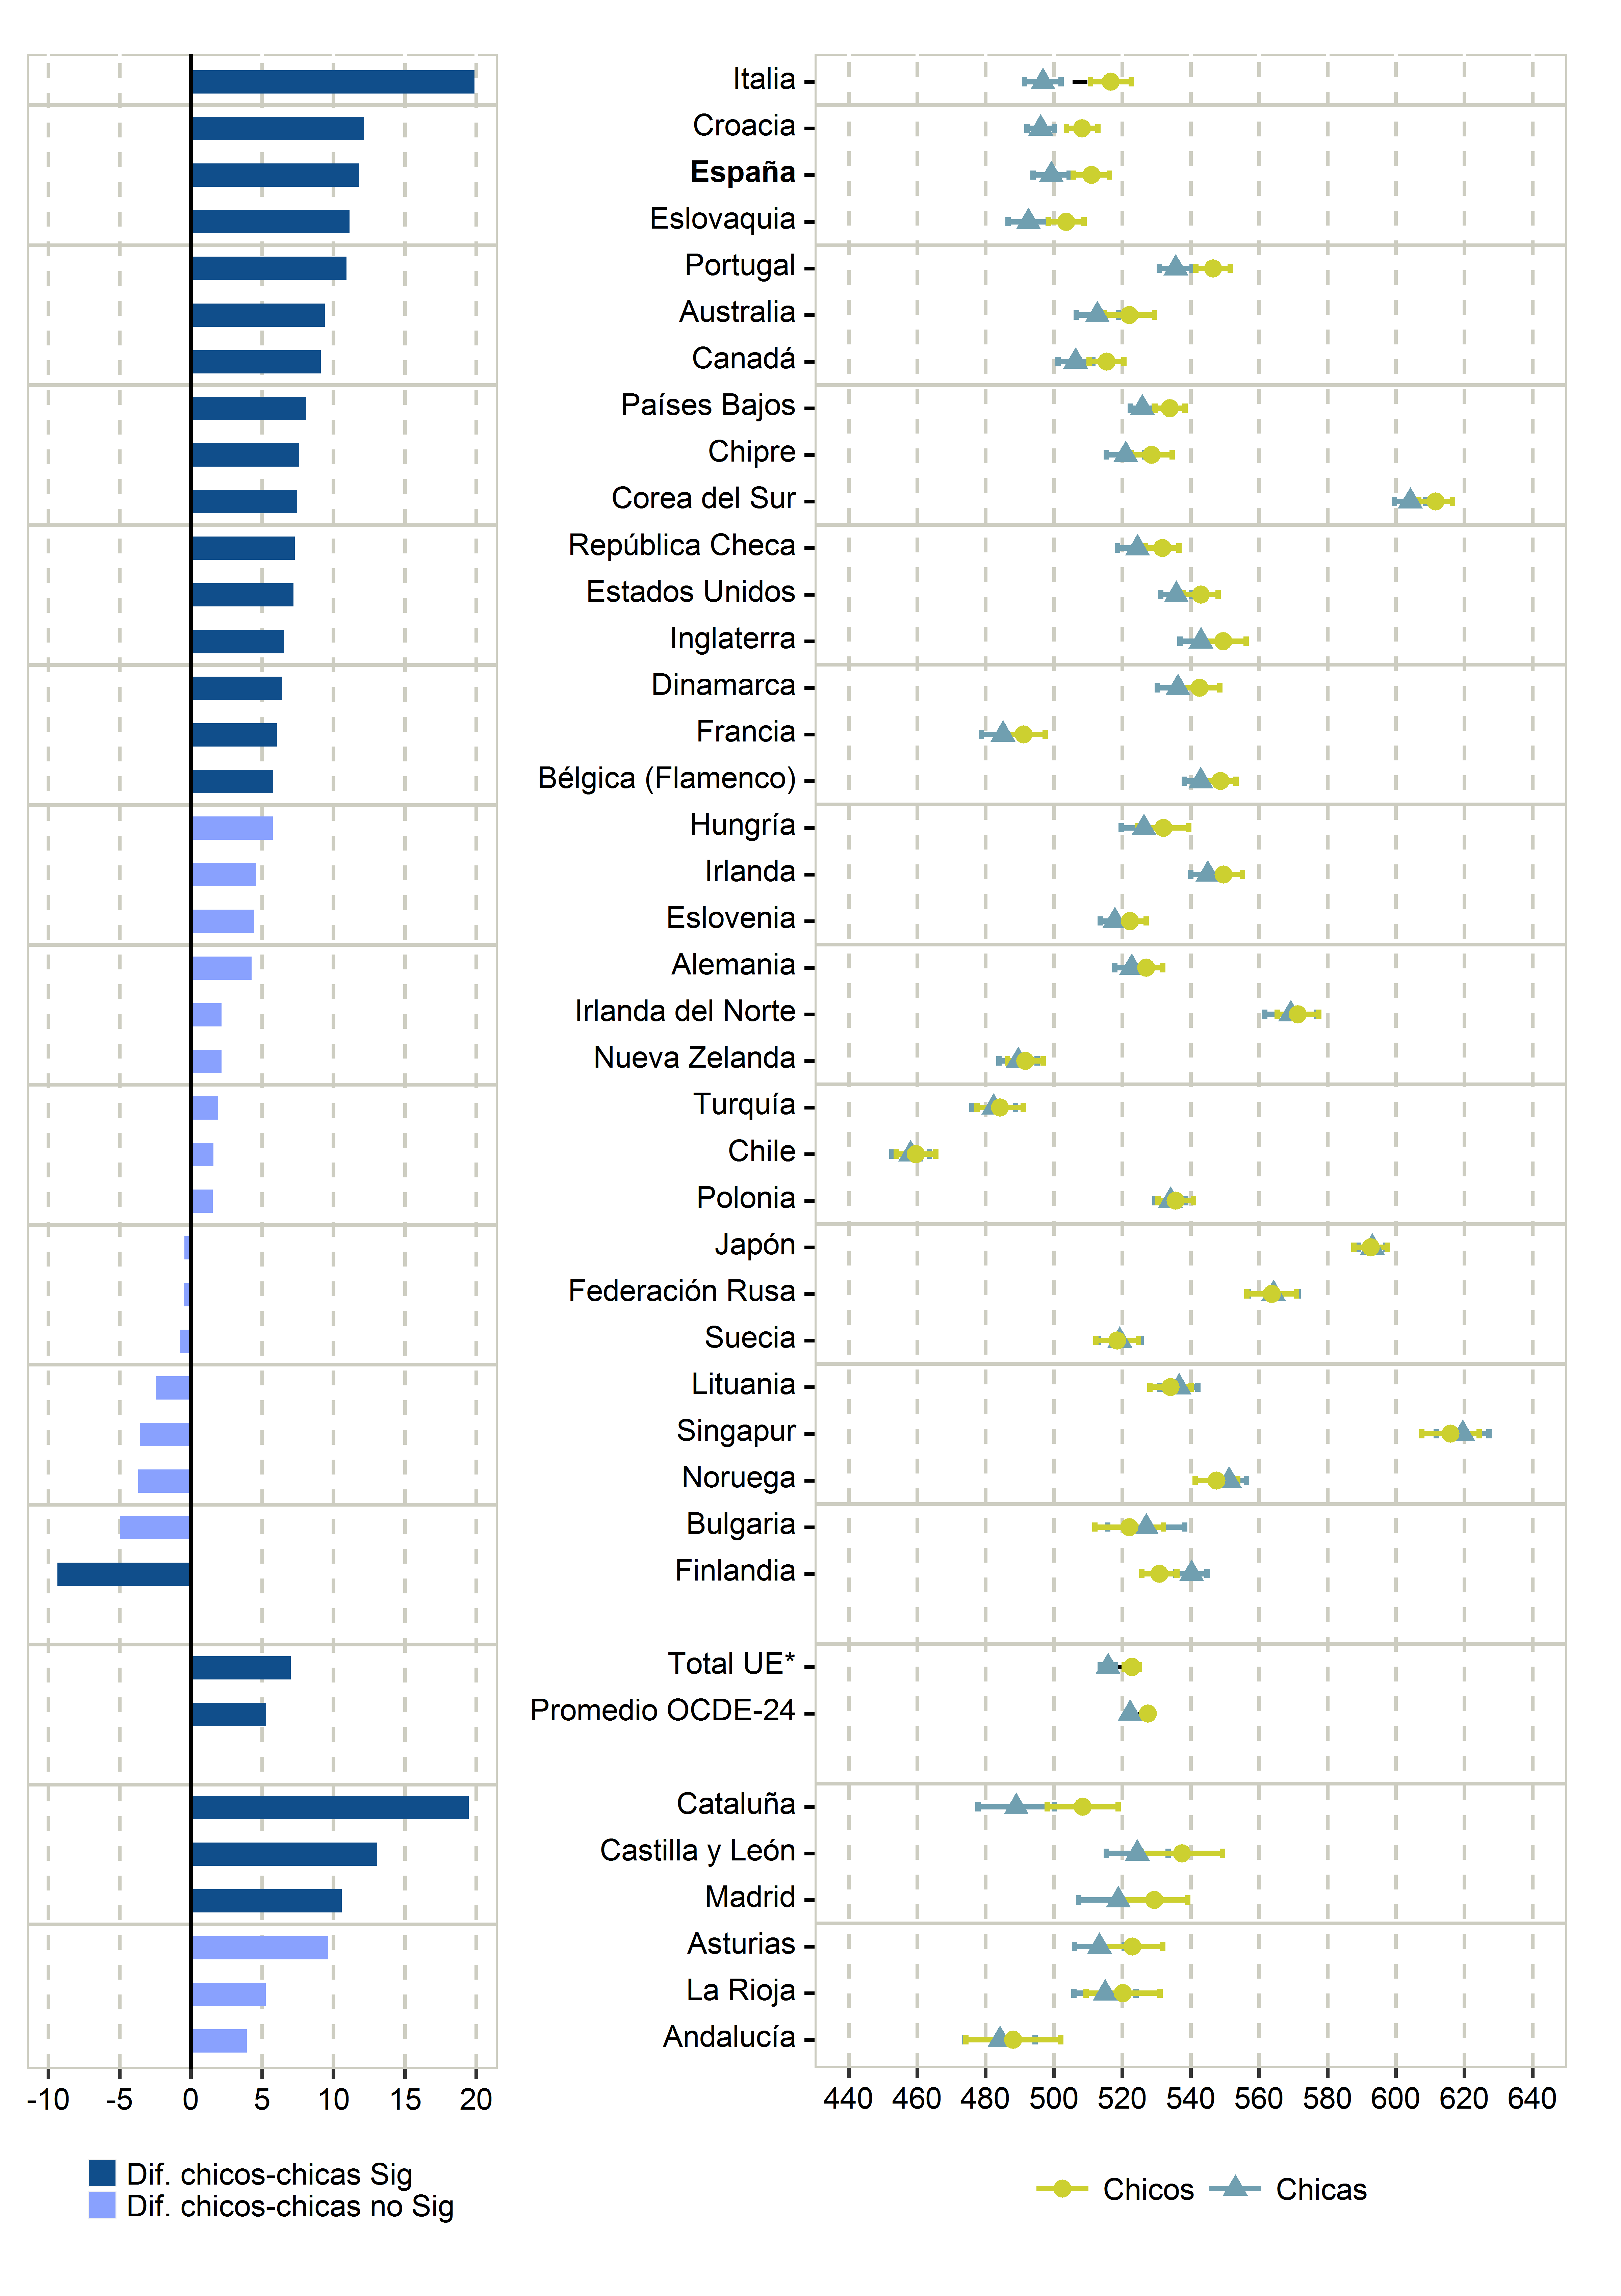 Italia
Croacia
España
Eslovaquia
Portugal
Australia
Canadá
Países Bajos
Chipre
Corea del Sur
República Checa
Estados Unidos
Inglaterra
Dinamarca
Francia
Bélgica (Flamenco)
Hungría
Irlanda
Eslovenia
Alemania
Irlanda del Norte
Nueva Zelanda
Turquía
Chile
Polonia
Japón
Federación Rusa
Suecia
Lituania
Singapur
Noruega
Bulgaria
Finlandia
Total UE*
Promedio OCDE-24
Cataluña
Castilla y León
Madrid
Asturias
La Rioja
Andalucía
-10 -5 0 5 10 15 20
440 460 480 500 520 540 560 580 600 620 640
Dif. chicos-chicas Sig
Dif. chicos-chicas no Sig
Chicos Chicas